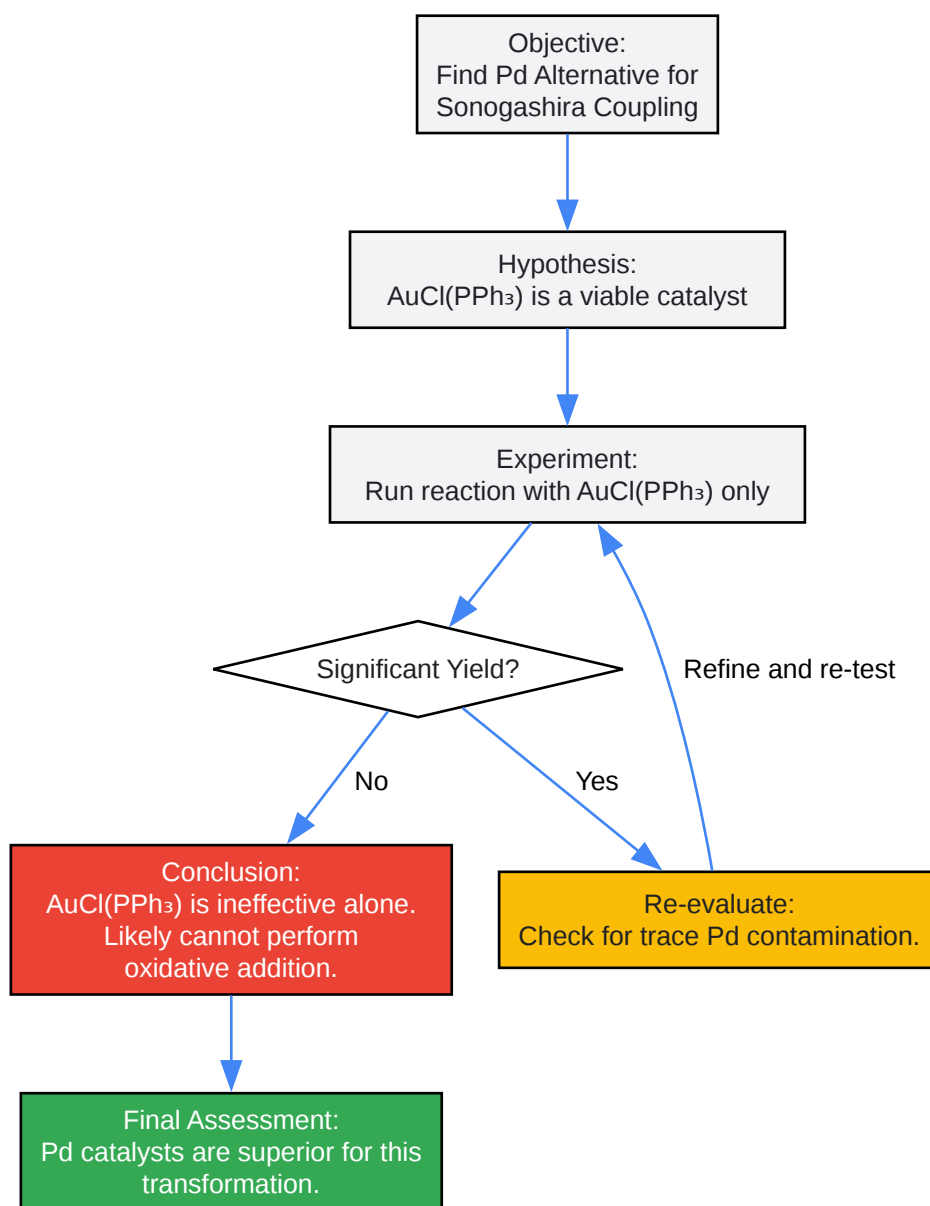 Objective:
Find Pd Alternative for
Sonogashira Coupling
Hypothesis:
AuCl(PPh₃) is a viable catalyst
Experiment:
Run reaction with AuCl(PPh₃) only
Significant Yield?
Refine and re-test
No
Yes
Conclusion:
AuCl(PPh₃) is ineffective alone.
Likely cannot perform
oxidative addition.
Re-evaluate:
Check for trace Pd contamination.
Final Assessment:
Pd catalysts are superior for this
transformation.